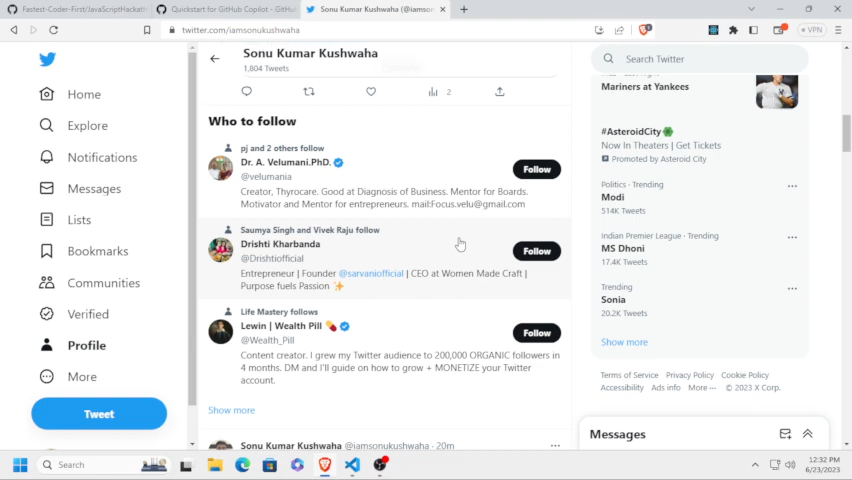 Fastest-Coder-First/JavaScriptHackath
Quickstart for GitHub Copilot - GitHu
Sonu Kumar Kushwaha (@iamsonu
twitter.com/iamsonukushwaha
VPN
Sonu Kumar Kushwaha
1,804 Tweets
Home
Explore
Notifications
Messages
Lists
Bookmarks
Communities
Verified
Profile
More
Tweet
2
Who to follow
pj and 2 others follow
Dr. A. Velumani.PhD.
@velumania
Follow
Creator, Thyrocare. Good at Diagnosis of Business. Mentor for Boards.
Motivator and Mentor for entrepreneurs. mail:Focus.velu@gmail.com
Saumya Singh and Vivek Raju follow
Drishti Kharbanda
@Drishtiofficial
Follow
Entrepreneur | Founder @sarvaniofficial | CEO at Women Made Craft |
Purpose fuels Passion ✨
Life Mastery follows
Lewin | Wealth Pill 💊
@Wealth_Pill
Follow
Content creator. I grew my Twitter audience to 200,000 ORGANIC followers in
4 months. DM and I'll guide on how to grow + MONETIZE your Twitter
account.
Show more
Sonu Kumar Kushwaha @iamsonukushwaha · 20m
Search Twitter
Mariners at Yankees
#AsteroidCity
Now In Theaters | Get Tickets
Promoted by Asteroid City
Politics · Trending
Modi
514K Tweets
Indian Premier League · Trending
MS Dhoni
17.4K Tweets
Trending
Sonia
20.2K Tweets
Show more
Terms of Service Privacy Policy Cookie Policy
Accessibility Ads info More ··· © 2023 X Corp.
Messages
Search
12:32 PM
6/23/2023